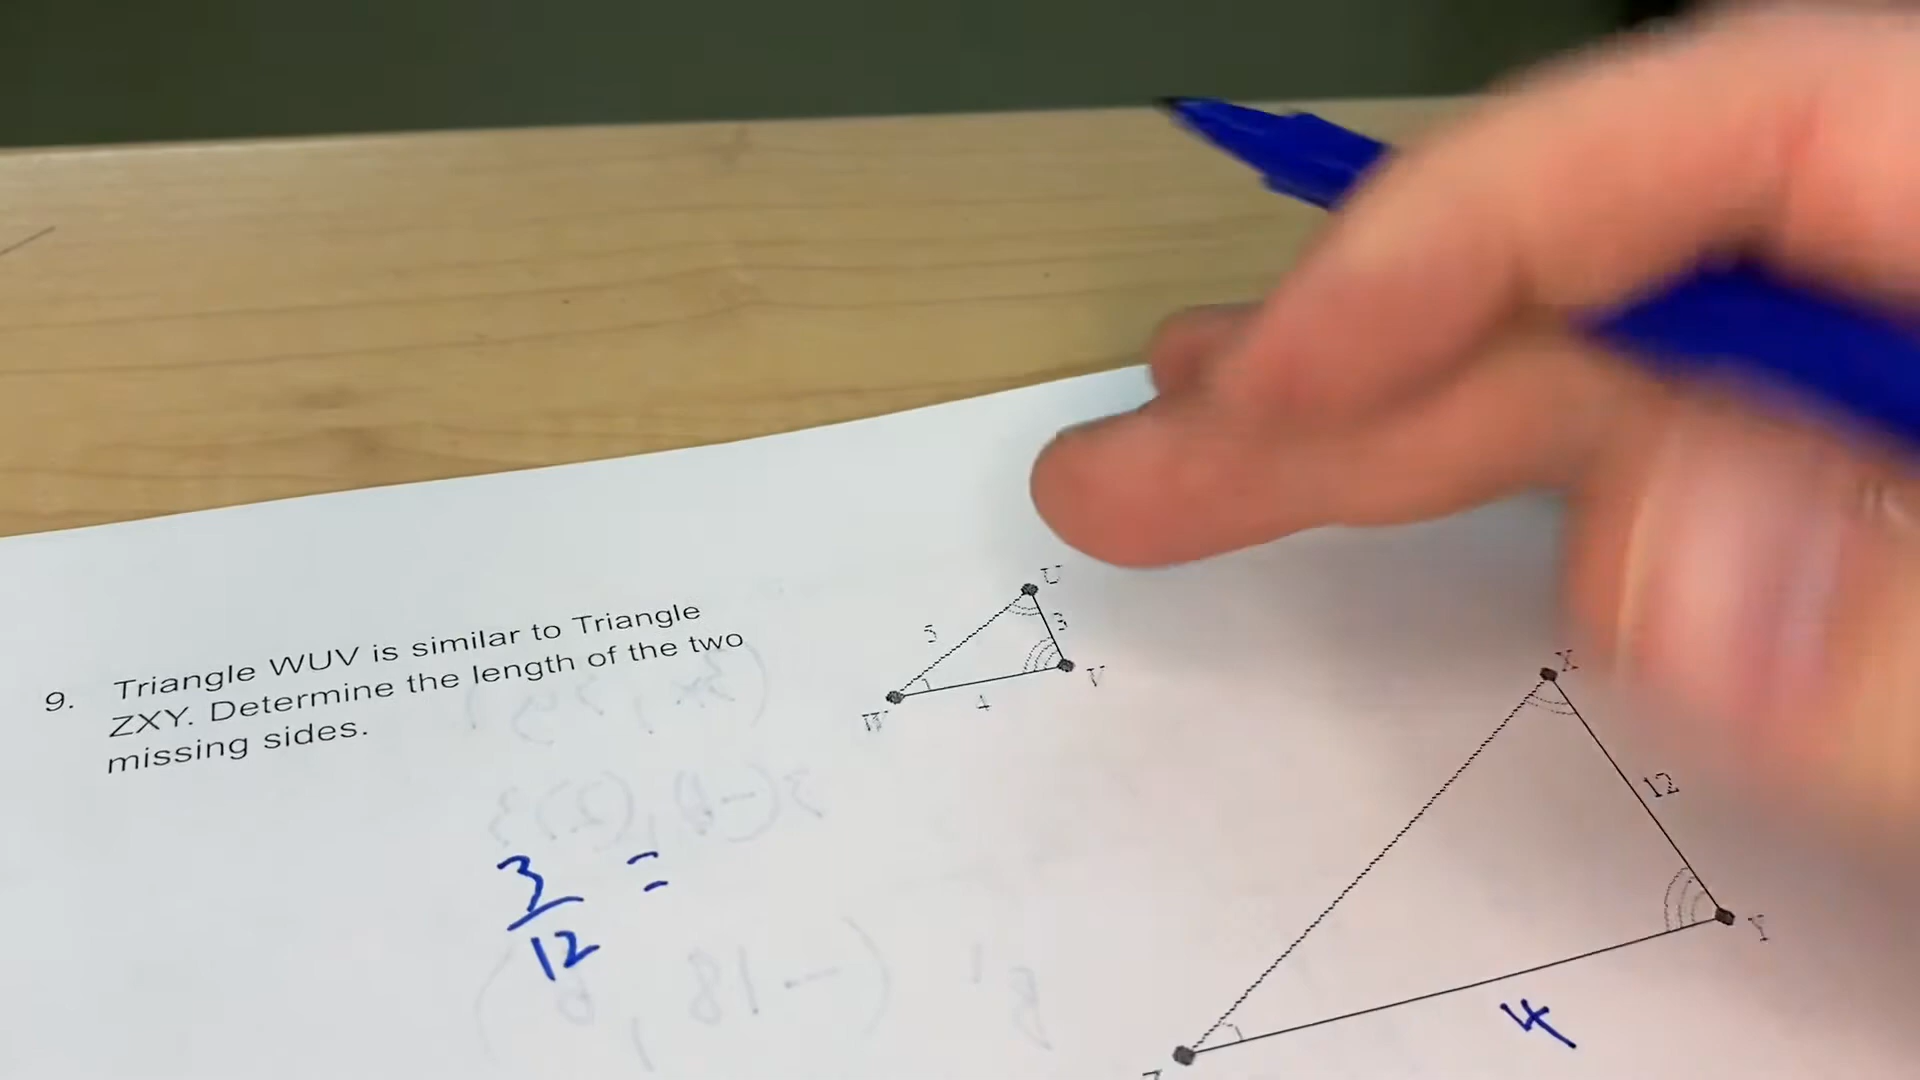 9. Triangle WUV is similar to Triangle
ZXY. Determine the length of the two
missing sides.
U
5
3
V
W
4
X
12
Y
4
3
12
=